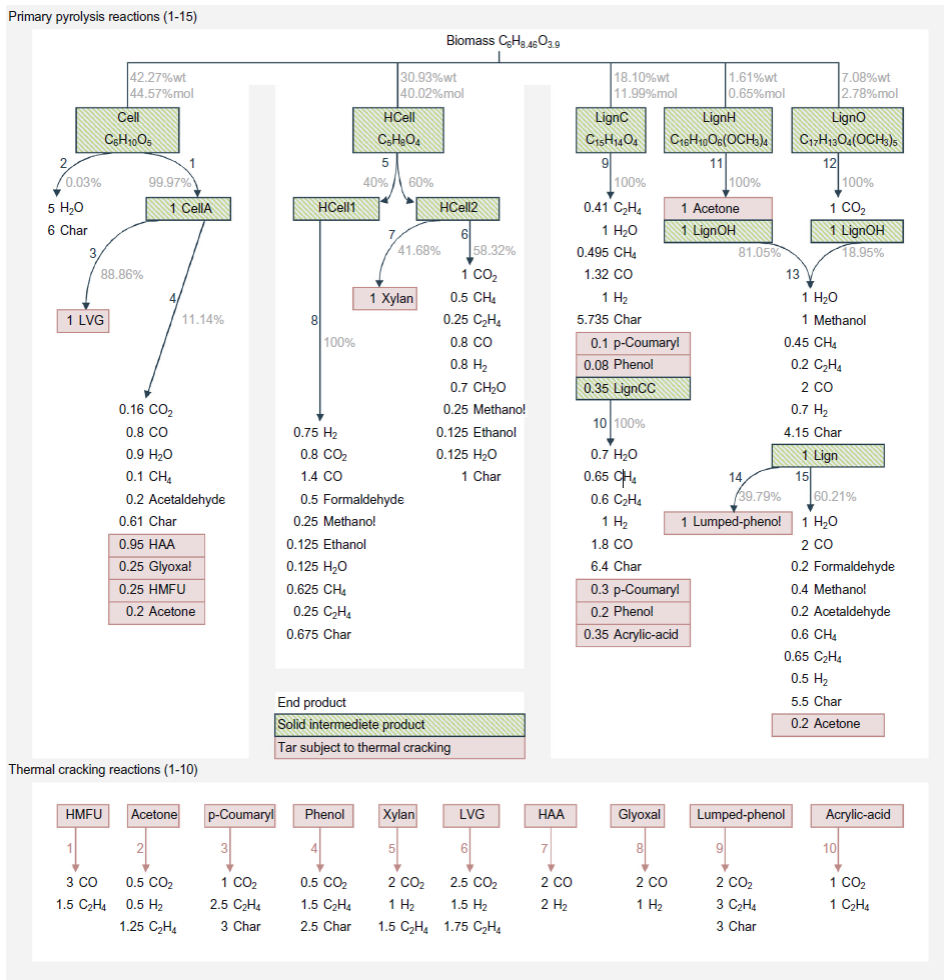 Primary pyrolysis reactions (1-15)
Biomass C₆H₈.₄₆O₃.₉
42.27%wt
44.57%mol
30.93%wt
40.02%mol
18.10%wt
11.99%mol
1.61%wt
0.65%mol
7.08%wt
2.78%mol
Cell
C₆H₁₀O₅
HCell
C₅H₈O₄
LignC
C₁₅H₁₄O₄
LignH
C₁₆H₁₀O₆(OCH₃)₄
LignO
C₁₇H₁₃O₄(OCH₃)₅
2
1
0.03%
99.97%
5 H₂O
6 Char
1 CellA
3
88.86%
4
11.14%
1 LVG
0.16 CO₂
0.8 CO
0.9 H₂O
0.1 CH₄
0.2 Acetaldehyde
0.61 Char
0.95 HAA
0.25 Glyoxal
0.25 HMFU
0.2 Acetone
5
40%
60%
HCell1
HCell2
7
41.68%
6
58.32%
1 Xylan
8
100%
1 CO₂
0.5 CH₄
0.25 C₂H₄
0.8 CO
0.8 H₂
0.7 CH₂O
0.25 Methanol
0.125 Ethanol
0.125 H₂O
1 Char
0.75 H₂
0.8 CO₂
1.4 CO
0.5 Formaldehyde
0.25 Methanol
0.125 Ethanol
0.125 H₂O
0.625 CH₄
0.25 C₂H₄
0.675 Char
9
100%
0.41 C₂H₄
1 H₂O
0.495 CH₄
1.32 CO
1 H₂
5.735 Char
0.1 p-Coumaryl
0.08 Phenol
0.35 LignCC
10
100%
0.7 H₂O
0.65 CH₄
0.6 C₂H₄
1 H₂
1.8 CO
6.4 Char
0.3 p-Coumaryl
0.2 Phenol
0.35 Acrylic-acid
11
100%
1 Acetone
1 LignOH
81.05%
12
100%
1 CO₂
1 LignOH
18.95%
13
1 H₂O
1 Methanol
0.45 CH₄
0.2 C₂H₄
2 CO
0.7 H₂
4.15 Char
1 Lign
14
39.79%
15
60.21%
1 Lumped-phenol
1 H₂O
2 CO
0.2 Formaldehyde
0.4 Methanol
0.2 Acetaldehyde
0.6 CH₄
0.65 C₂H₄
0.5 H₂
5.5 Char
0.2 Acetone
End product
Solid intermediete product
Tar subject to thermal cracking
Thermal cracking reactions (1-10)
HMFU
1
3 CO
1.5 C₂H₄
Acetone
2
0.5 CO₂
0.5 H₂
1.25 C₂H₄
p-Coumaryl
3
1 CO₂
2.5 C₂H₄
3 Char
Phenol
4
0.5 CO₂
1.5 C₂H₄
2.5 Char
Xylan
5
2 CO₂
1 H₂
1.5 C₂H₄
LVG
6
2.5 CO₂
1.5 H₂
1.75 C₂H₄
HAA
7
2 CO
2 H₂
Glyoxal
8
2 CO
1 H₂
Lumped-phenol
9
2 CO₂
3 C₂H₄
3 Char
Acrylic-acid
10
1 CO₂
1 C₂H₄